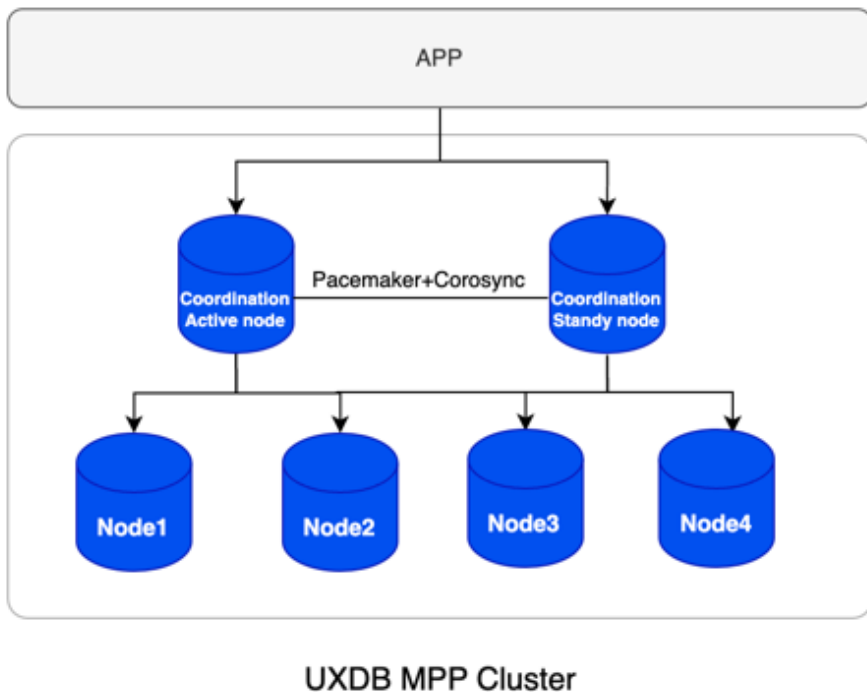 APP
Pacemaker+Corosync
Coordination
Active node
Coordination
Standy node
Node1
Node2
Node3
Node4
UXDB MPP Cluster